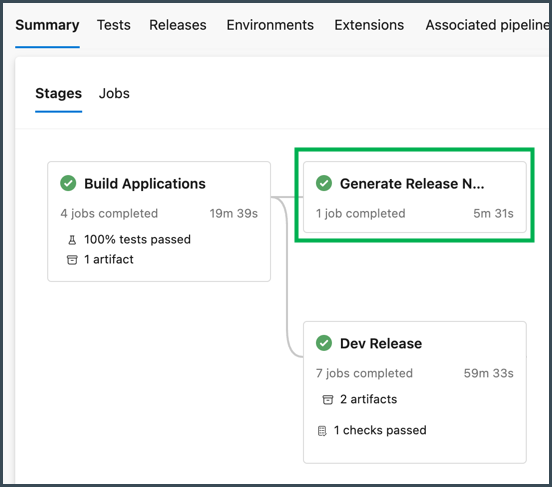 Summary Tests Releases Environments Extensions Associated pipeline
Stages Jobs
Build Applications
4 jobs completed 19m 39s
100% tests passed
1 artifact
Generate Release N...
1 job completed 5m 31s
Dev Release
7 jobs completed 59m 33s
2 artifacts
1 checks passed